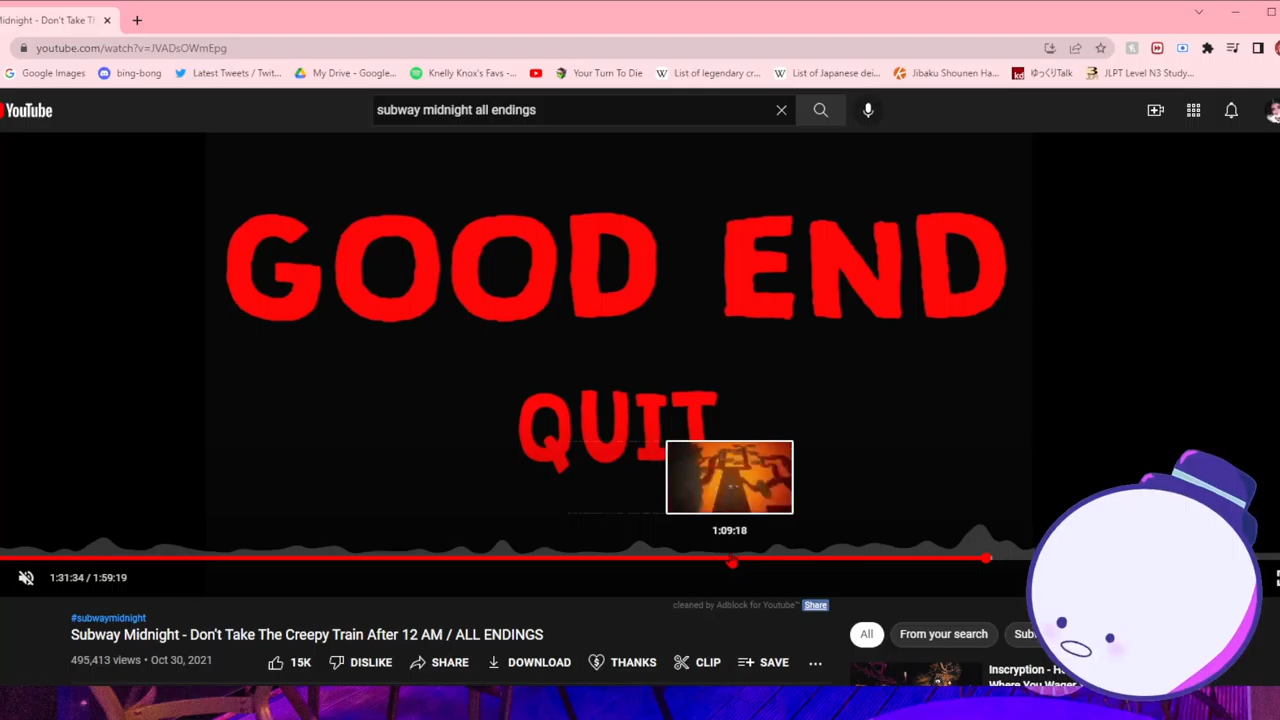 Midnight - Don't Take Th
youtube.com/watch?v=JVADsOWmEpg
Google Images bing-bong Latest Tweets / Twit... My Drive - Google... Knelly Knox's Favs -... Your Turn To Die List of legendary cr... List of Japanese dei... Jibaku Shounen Ha... kd ゆっくりTalk JLPT Level N3 Study...
YouTube
subway midnight all endings
GOOD END
QUIT
1:09:18
1:31:34 / 1:59:19
cleaned by Adblock for Youtube™ Share
#subwaymidnight
Subway Midnight - Don't Take The Creepy Train After 12 AM / ALL ENDINGS
495,413 views • Oct 30, 2021
15K DISLIKE SHARE DOWNLOAD THANKS CLIP SAVE ...
All From your search Sub
Inscryption - H
Where You Wager